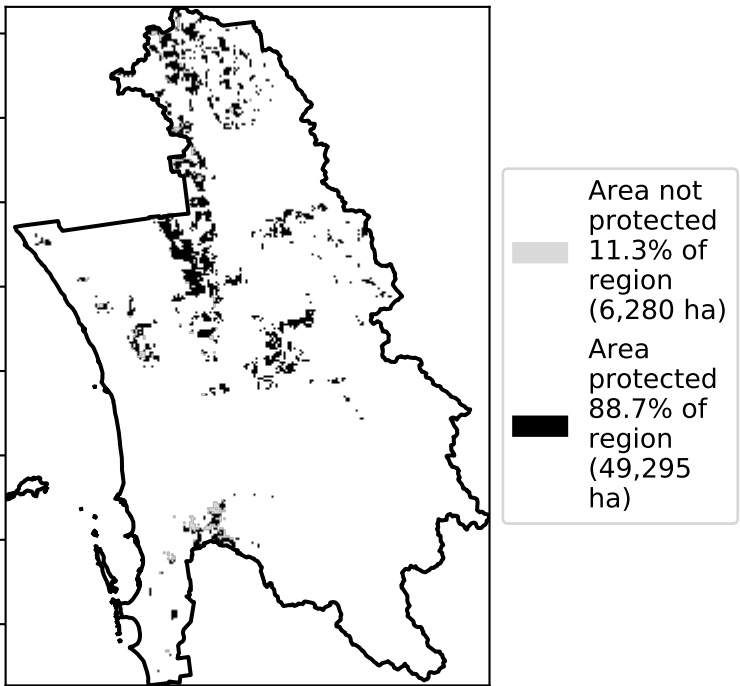 Area not
protected
11.3% of
region
(6,280 ha)
Area
protected
88.7% of
region
(49,295
ha)